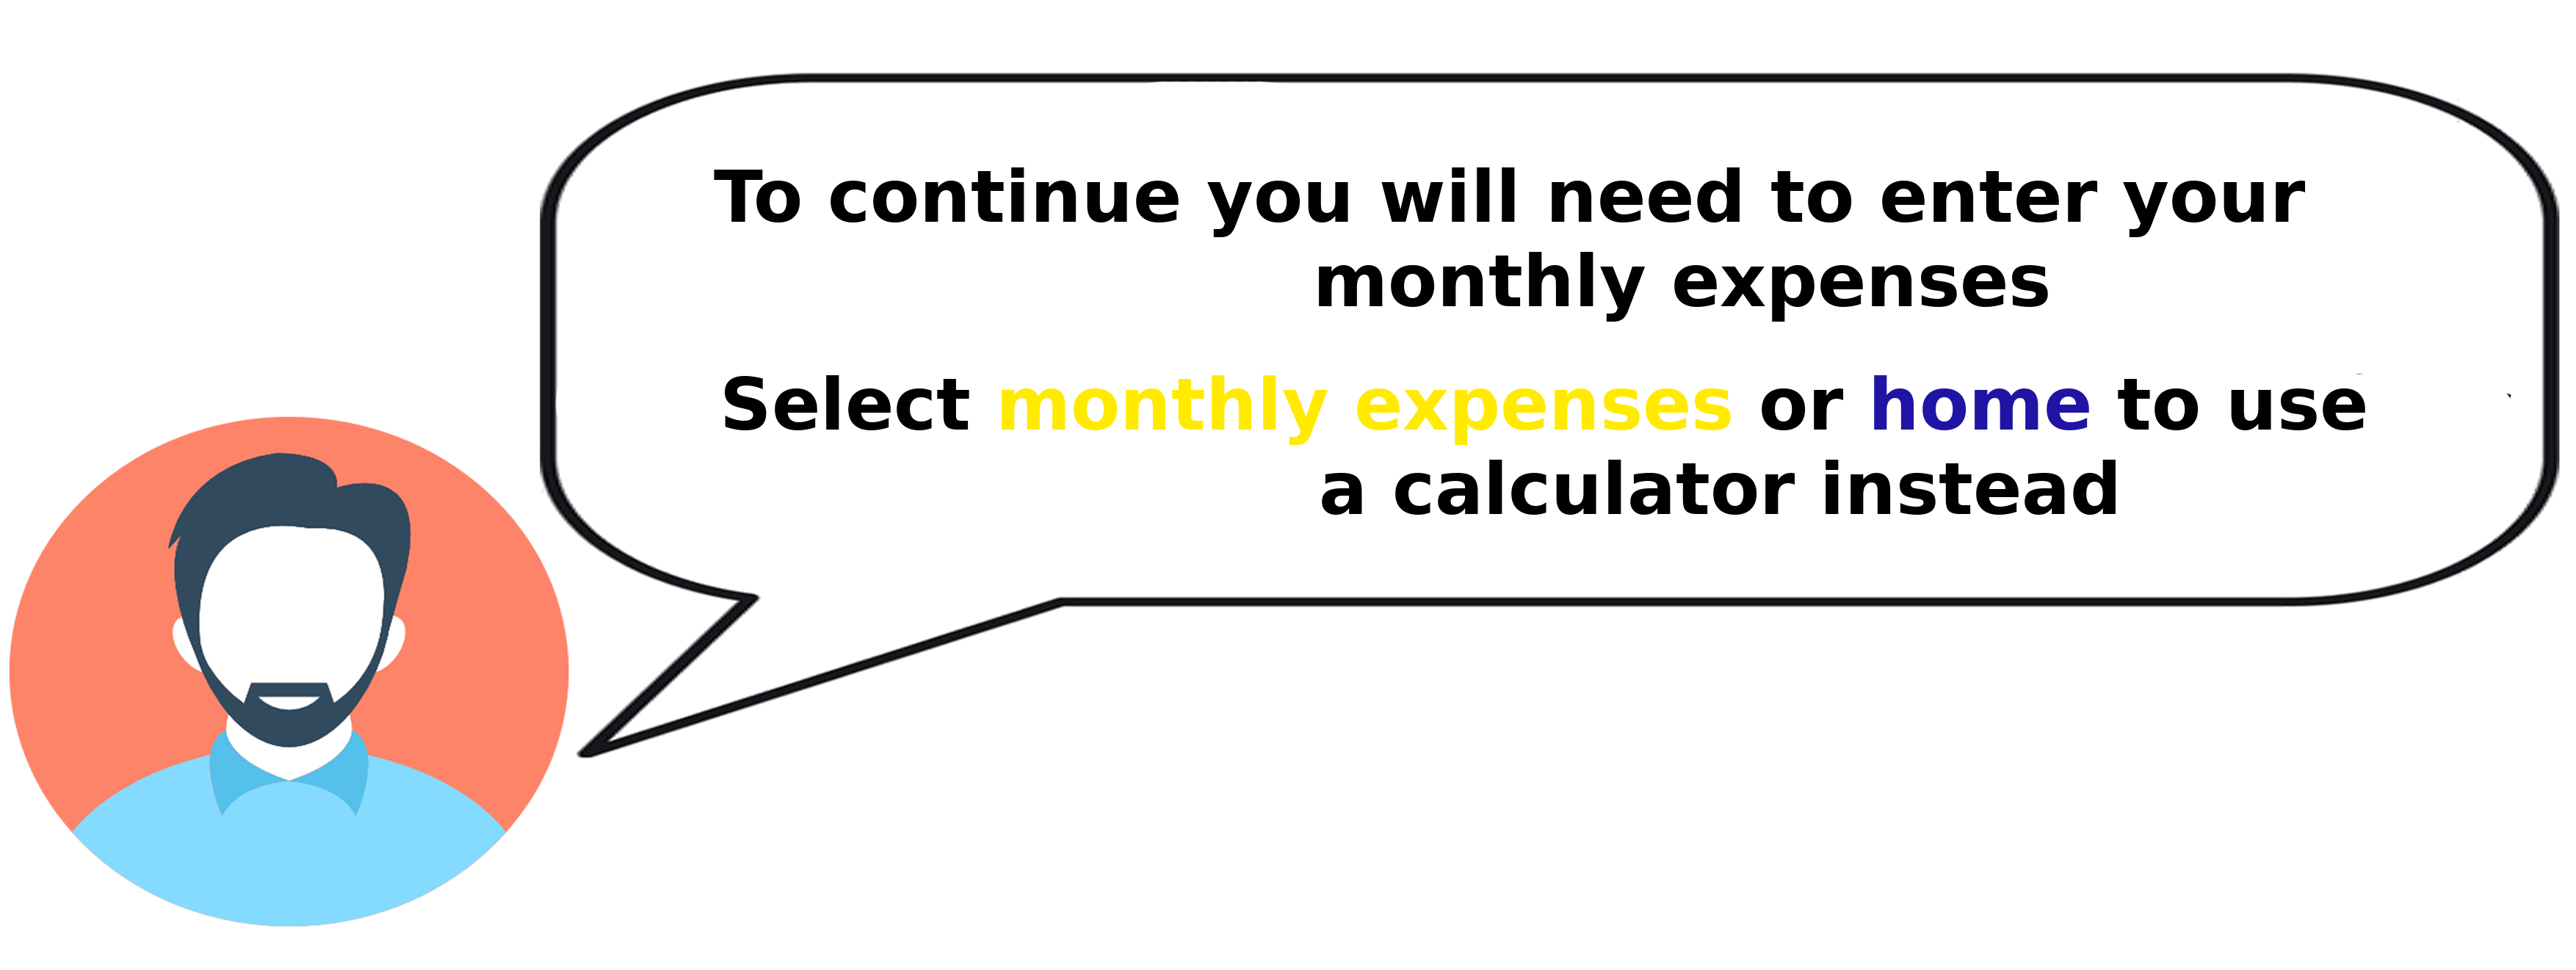 To continue you will need to enter your
monthly expenses
Select monthly expenses or home to use
a calculator instead